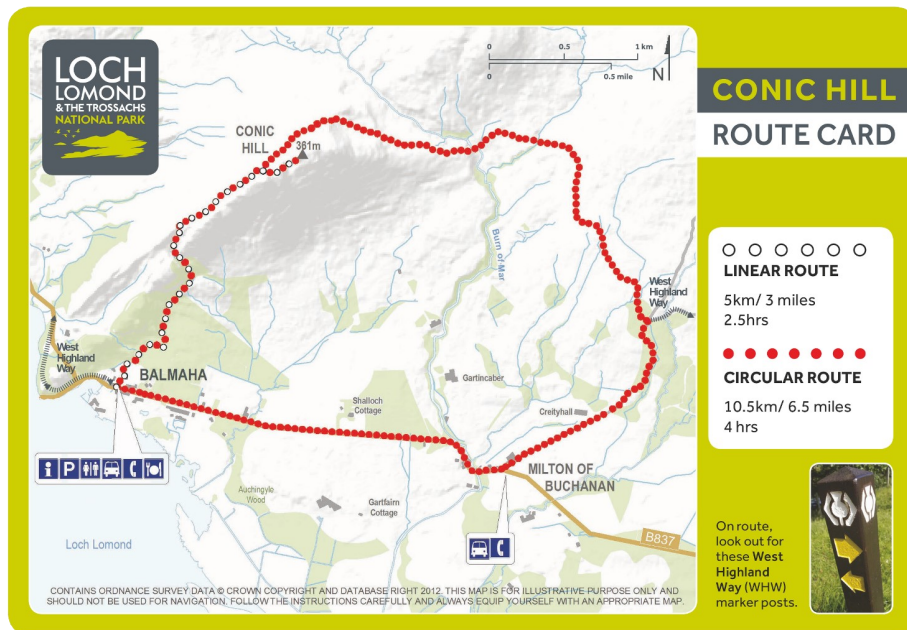 LOCH
LOMOND
& THE TROSSACHS
NATIONAL PARK
0 0.5 1 km
0 0.5 mile
N
CONIC HILL
ROUTE CARD
CONIC
HILL
361m
Burn of Mar
West
Highland
Way
LINEAR ROUTE
5km/ 3 miles
2.5hrs
CIRCULAR ROUTE
10.5km/ 6.5 miles
4 hrs
West
Highland
Way
BALMAHA
Gartincaber
Shalloch
Cottage
Creityhall
i P
MILTON OF
BUCHANAN
Auchingyle
Wood
Gartfairn
Cottage
B837
Loch Lomond
On route,
look out for
these West
Highland
Way (WHW)
marker posts.
CONTAINS ORDNANCE SURVEY DATA © CROWN COPYRIGHT AND DATABASE RIGHT 2012. THIS MAP IS FOR ILLUSTRATIVE PURPOSE ONLY AND
SHOULD NOT BE USED FOR NAVIGATION. FOLLOW THE INSTRUCTIONS CAREFULLY AND ALWAYS EQUIP YOURSELF WITH AN APPROPRIATE MAP.